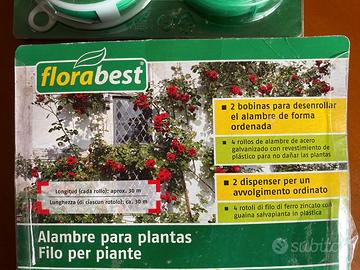 florabest
2 bobinas para desenrollar
el alambre de forma
ordenada
4 rollos de alambre de acero
galvanizado con revestimiento de
plástico para no dañar las plantas
Longitud (cada rollo): aprox. 30 m
Lunghezza (di ciascun rotolo): ca. 30 m
2 dispenser per un
avvolgimento ordinato
4 rotoli di filo di ferro zincato con
guaina salvapianta in plastica
Alambre para plantas
Filo per piante
subito